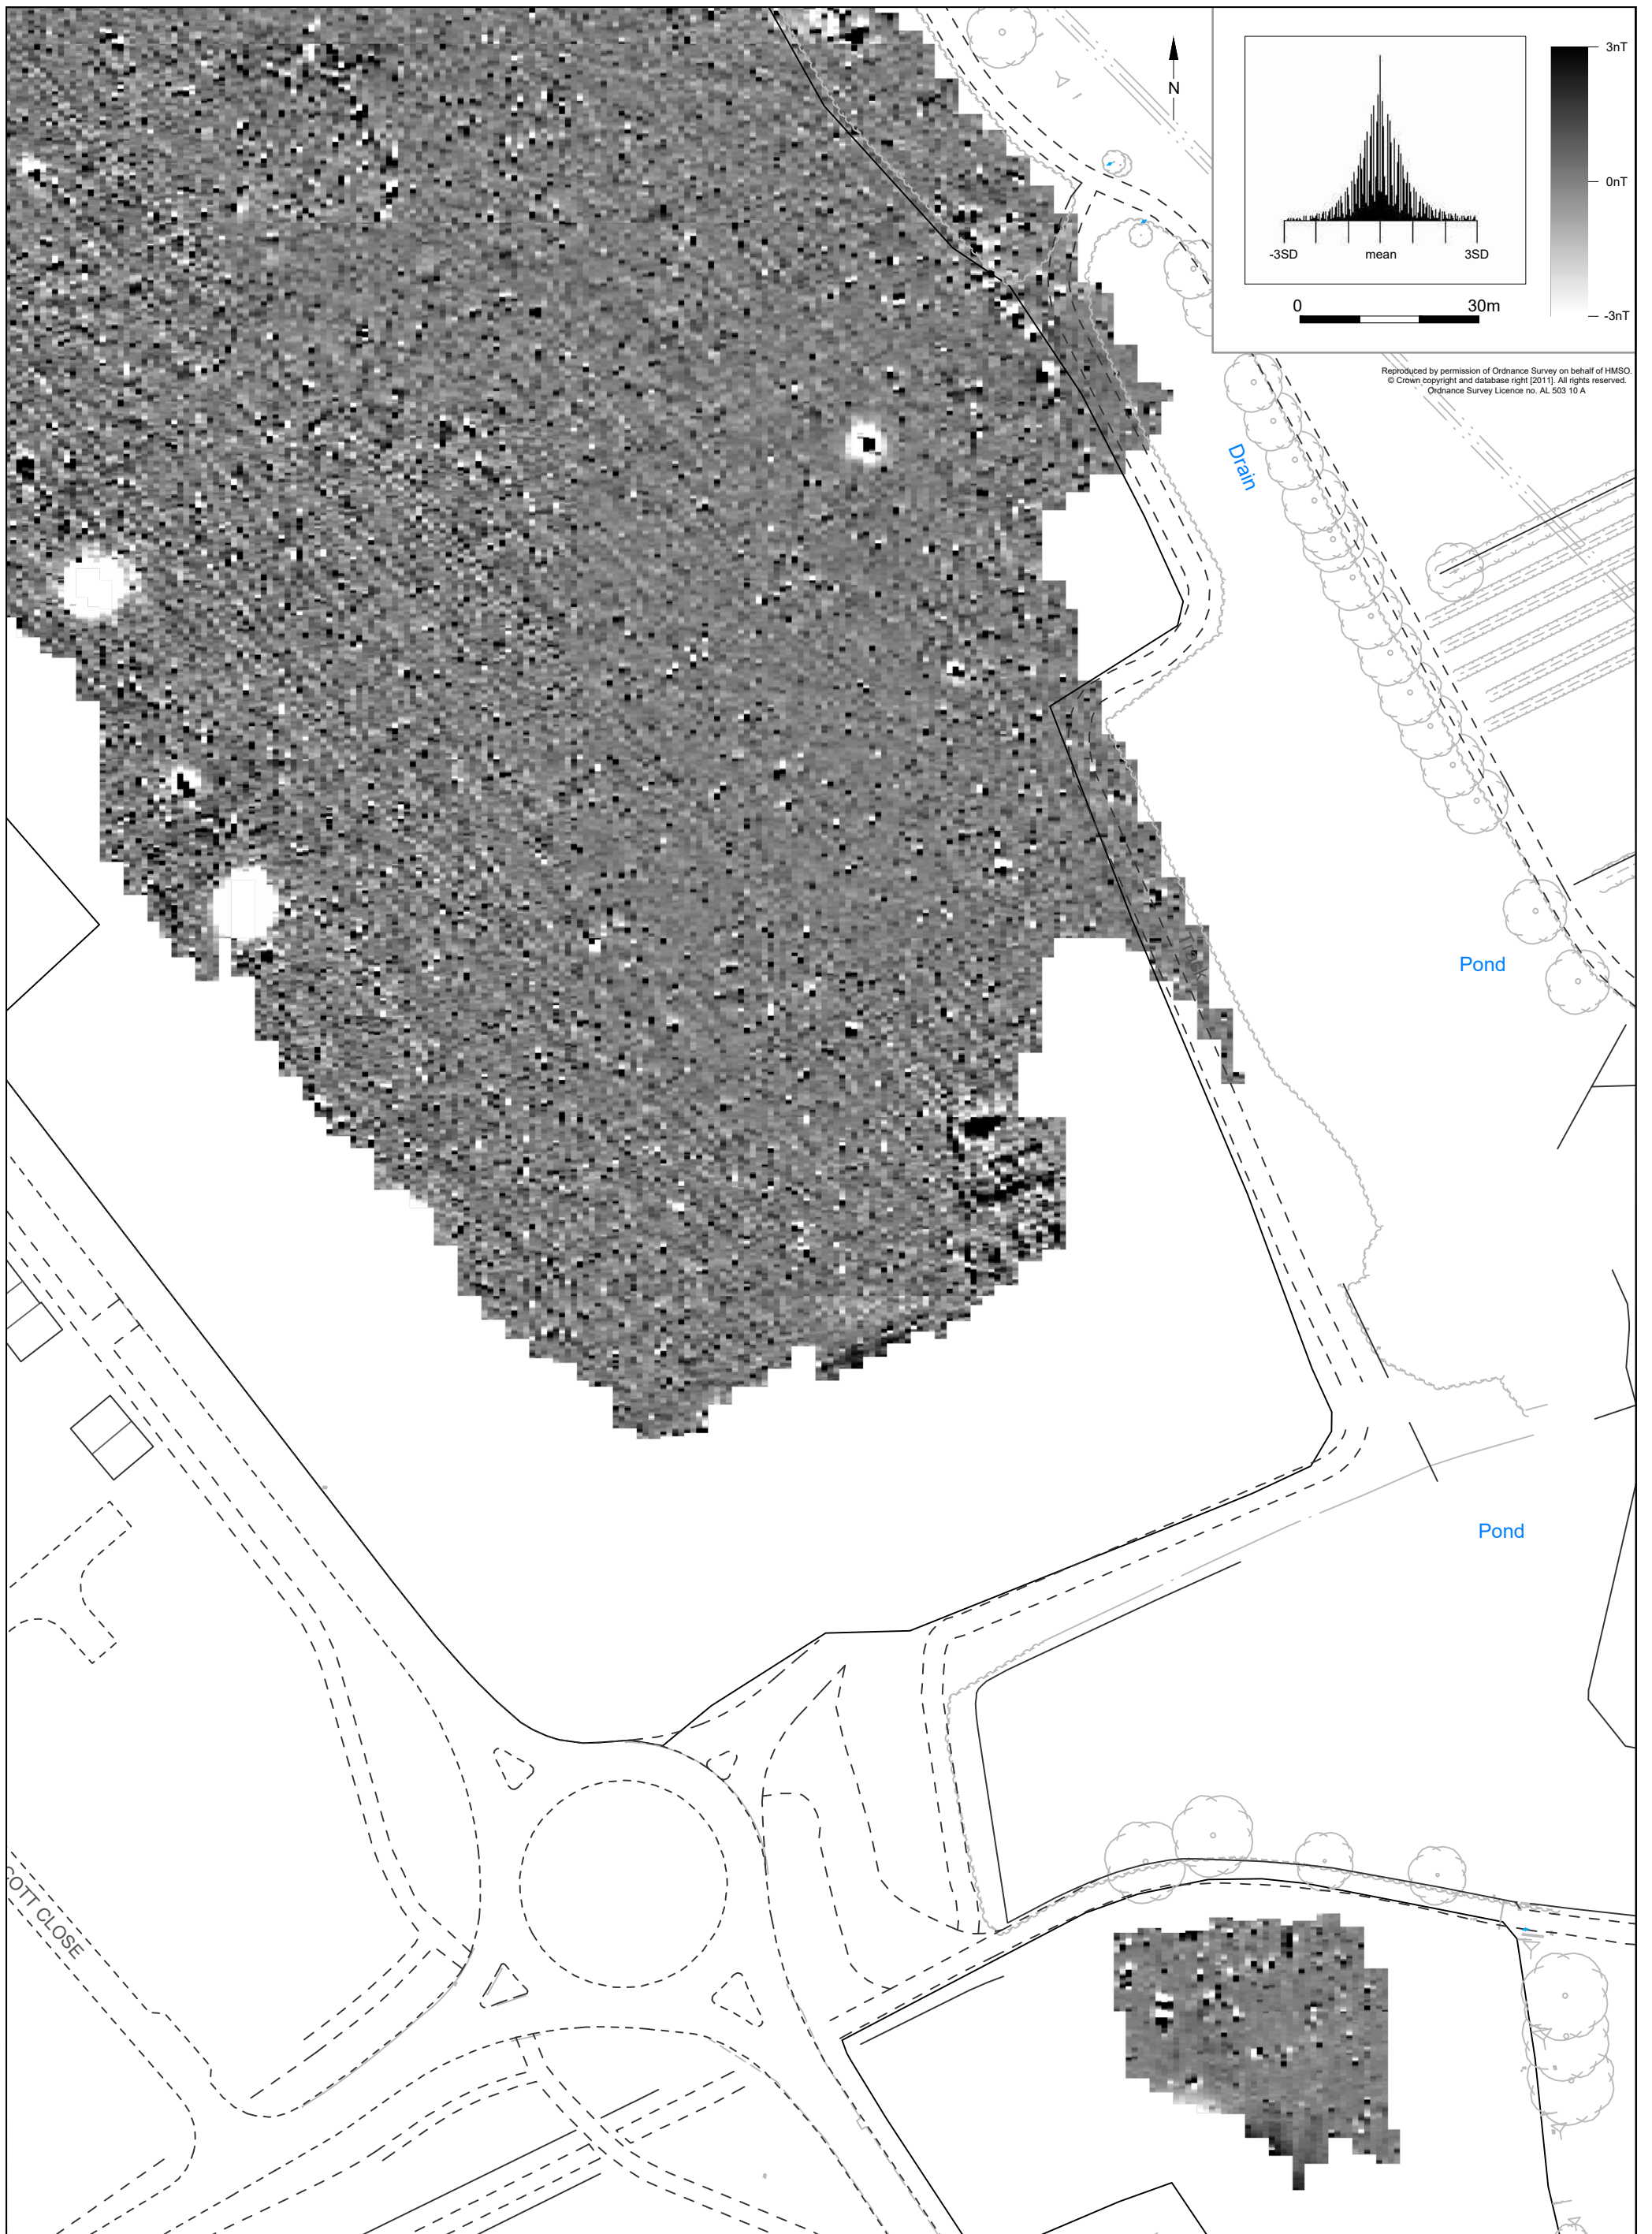 N
3nT
0nT
-3nT
-3SD
mean
3SD
0
30m
Reproduced by permission of Ordnance Survey on behalf of HMSO.
© Crown copyright and database right [2011]. All rights reserved.
Ordnance Survey Licence no. AL 503 10 A
Drain
Pond
Track
Pond
COTT CLOSE